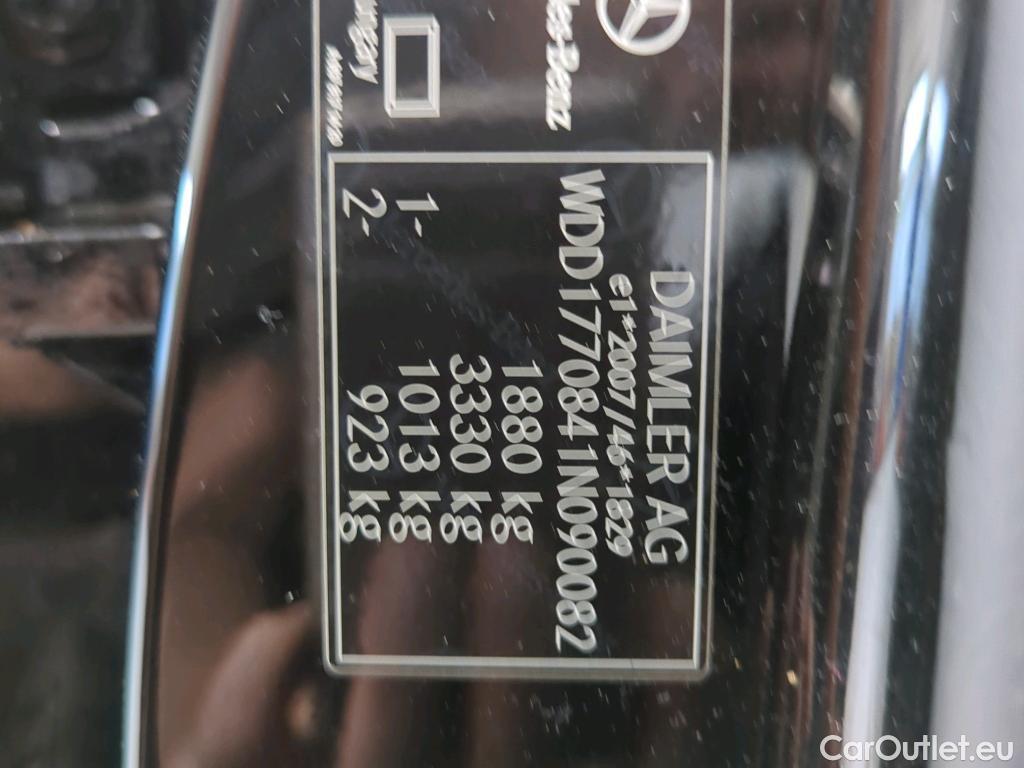 des-Benz
DAIMLER AG
e1*2007/46*1829
WDD1770841N090082
1880 kg
3330 kg
1- 1013 kg
2- 923 kg
CarOutlet.eu